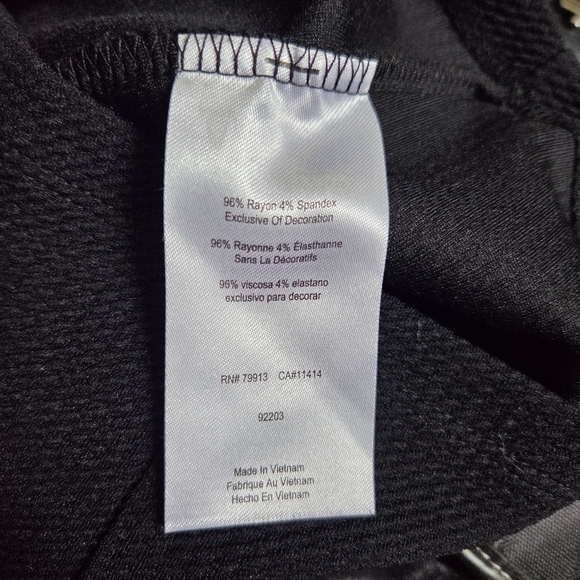 96% Rayon 4% Spandex
Exclusive Of Decoration
96% Rayonne 4% Élasthanne
Sans La Décoratifs
96% viscosa 4% elastano
exclusivo para decorar
RN# 79913 CA#11414
92203
Made In Vietnam
Fabrique Au Vietnam
Hecho En Vietnam